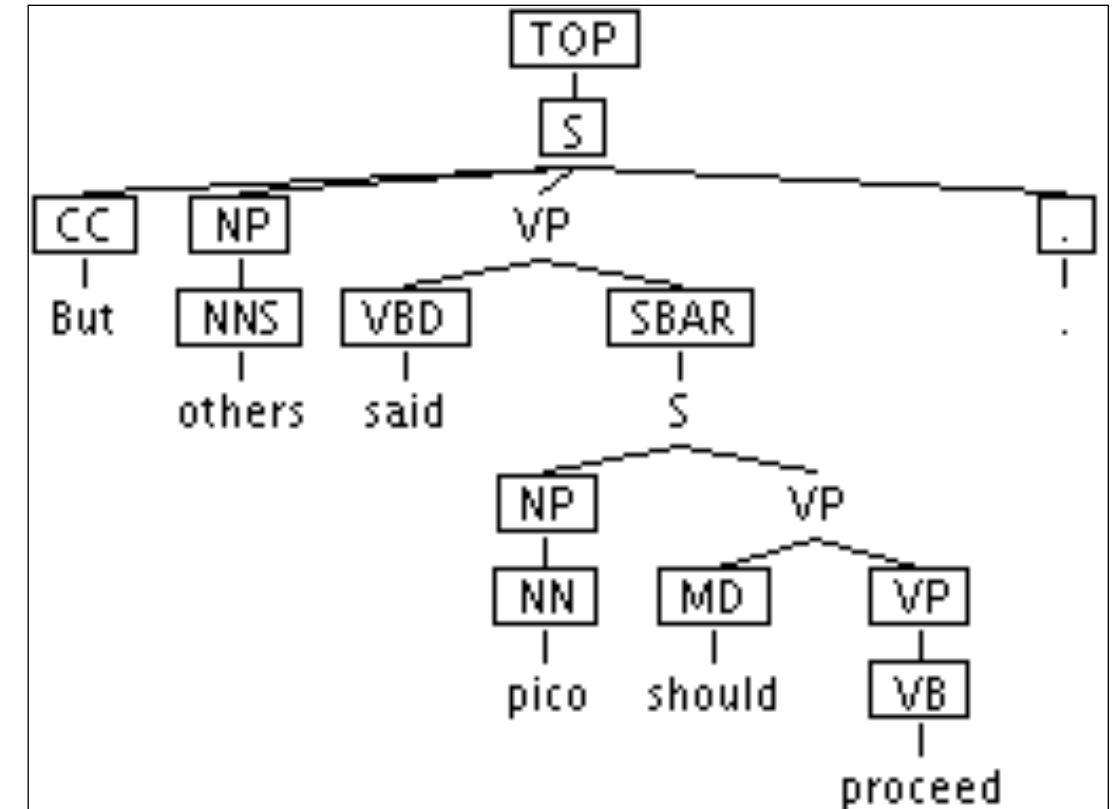 TOP
S
CC NP VP .
But NNS VBD SBAR .
others said S
NP VP
NN MD VP
pico should VB
proceed